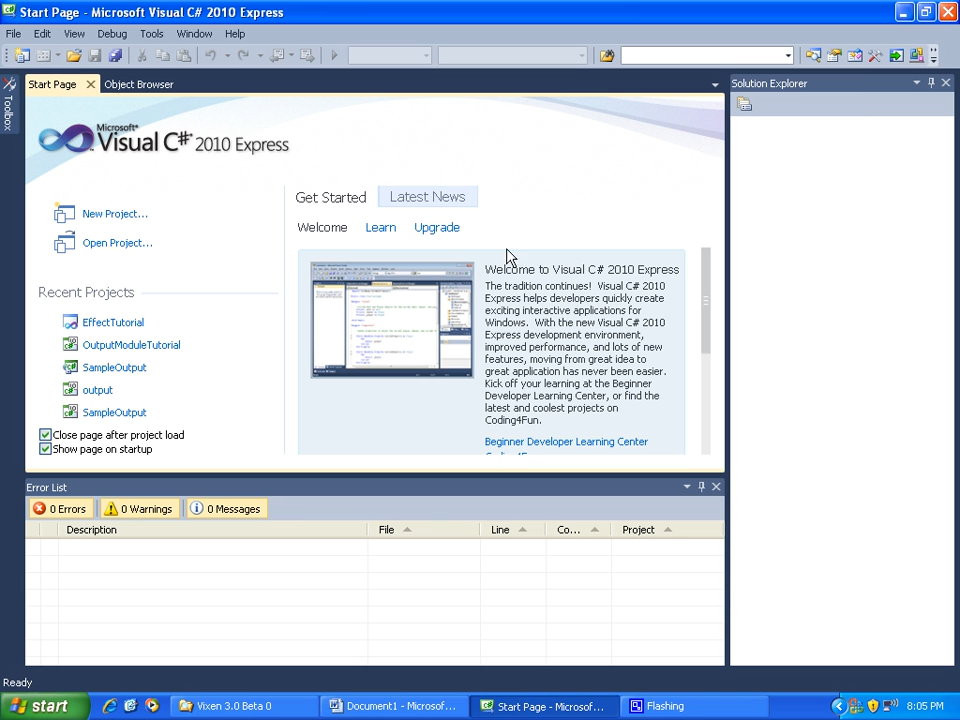 Start Page - Microsoft Visual C# 2010 Express
File Edit View Debug Tools Window Help
Start Page Object Browser
Solution Explorer
Toolbox
Microsoft®
Visual C# 2010 Express
Get Started Latest News
Welcome Learn Upgrade
New Project...
Open Project...
Recent Projects
EffectTutorial
OutputModuleTutorial
SampleOutput
output
SampleOutput
Close page after project load
Show page on startup
Welcome to Visual C# 2010 Express
The tradition continues! Visual C# 2010
Express helps developers quickly create
exciting interactive applications for
Windows. With the new Visual C# 2010
Express development environment,
improved performance, and lots of new
features, moving from great idea to
great application has never been easier.
Kick off your learning at the Beginner
Developer Learning Center, or find the
latest and coolest projects on
Coding4Fun.
Beginner Developer Learning Center
Error List
0 Errors 0 Warnings 0 Messages
Description File Line Co... Project
Ready
start Vixen 3.0 Beta 0 Document1 - Microsof... Start Page - Microsof... Flashing 8:05 PM